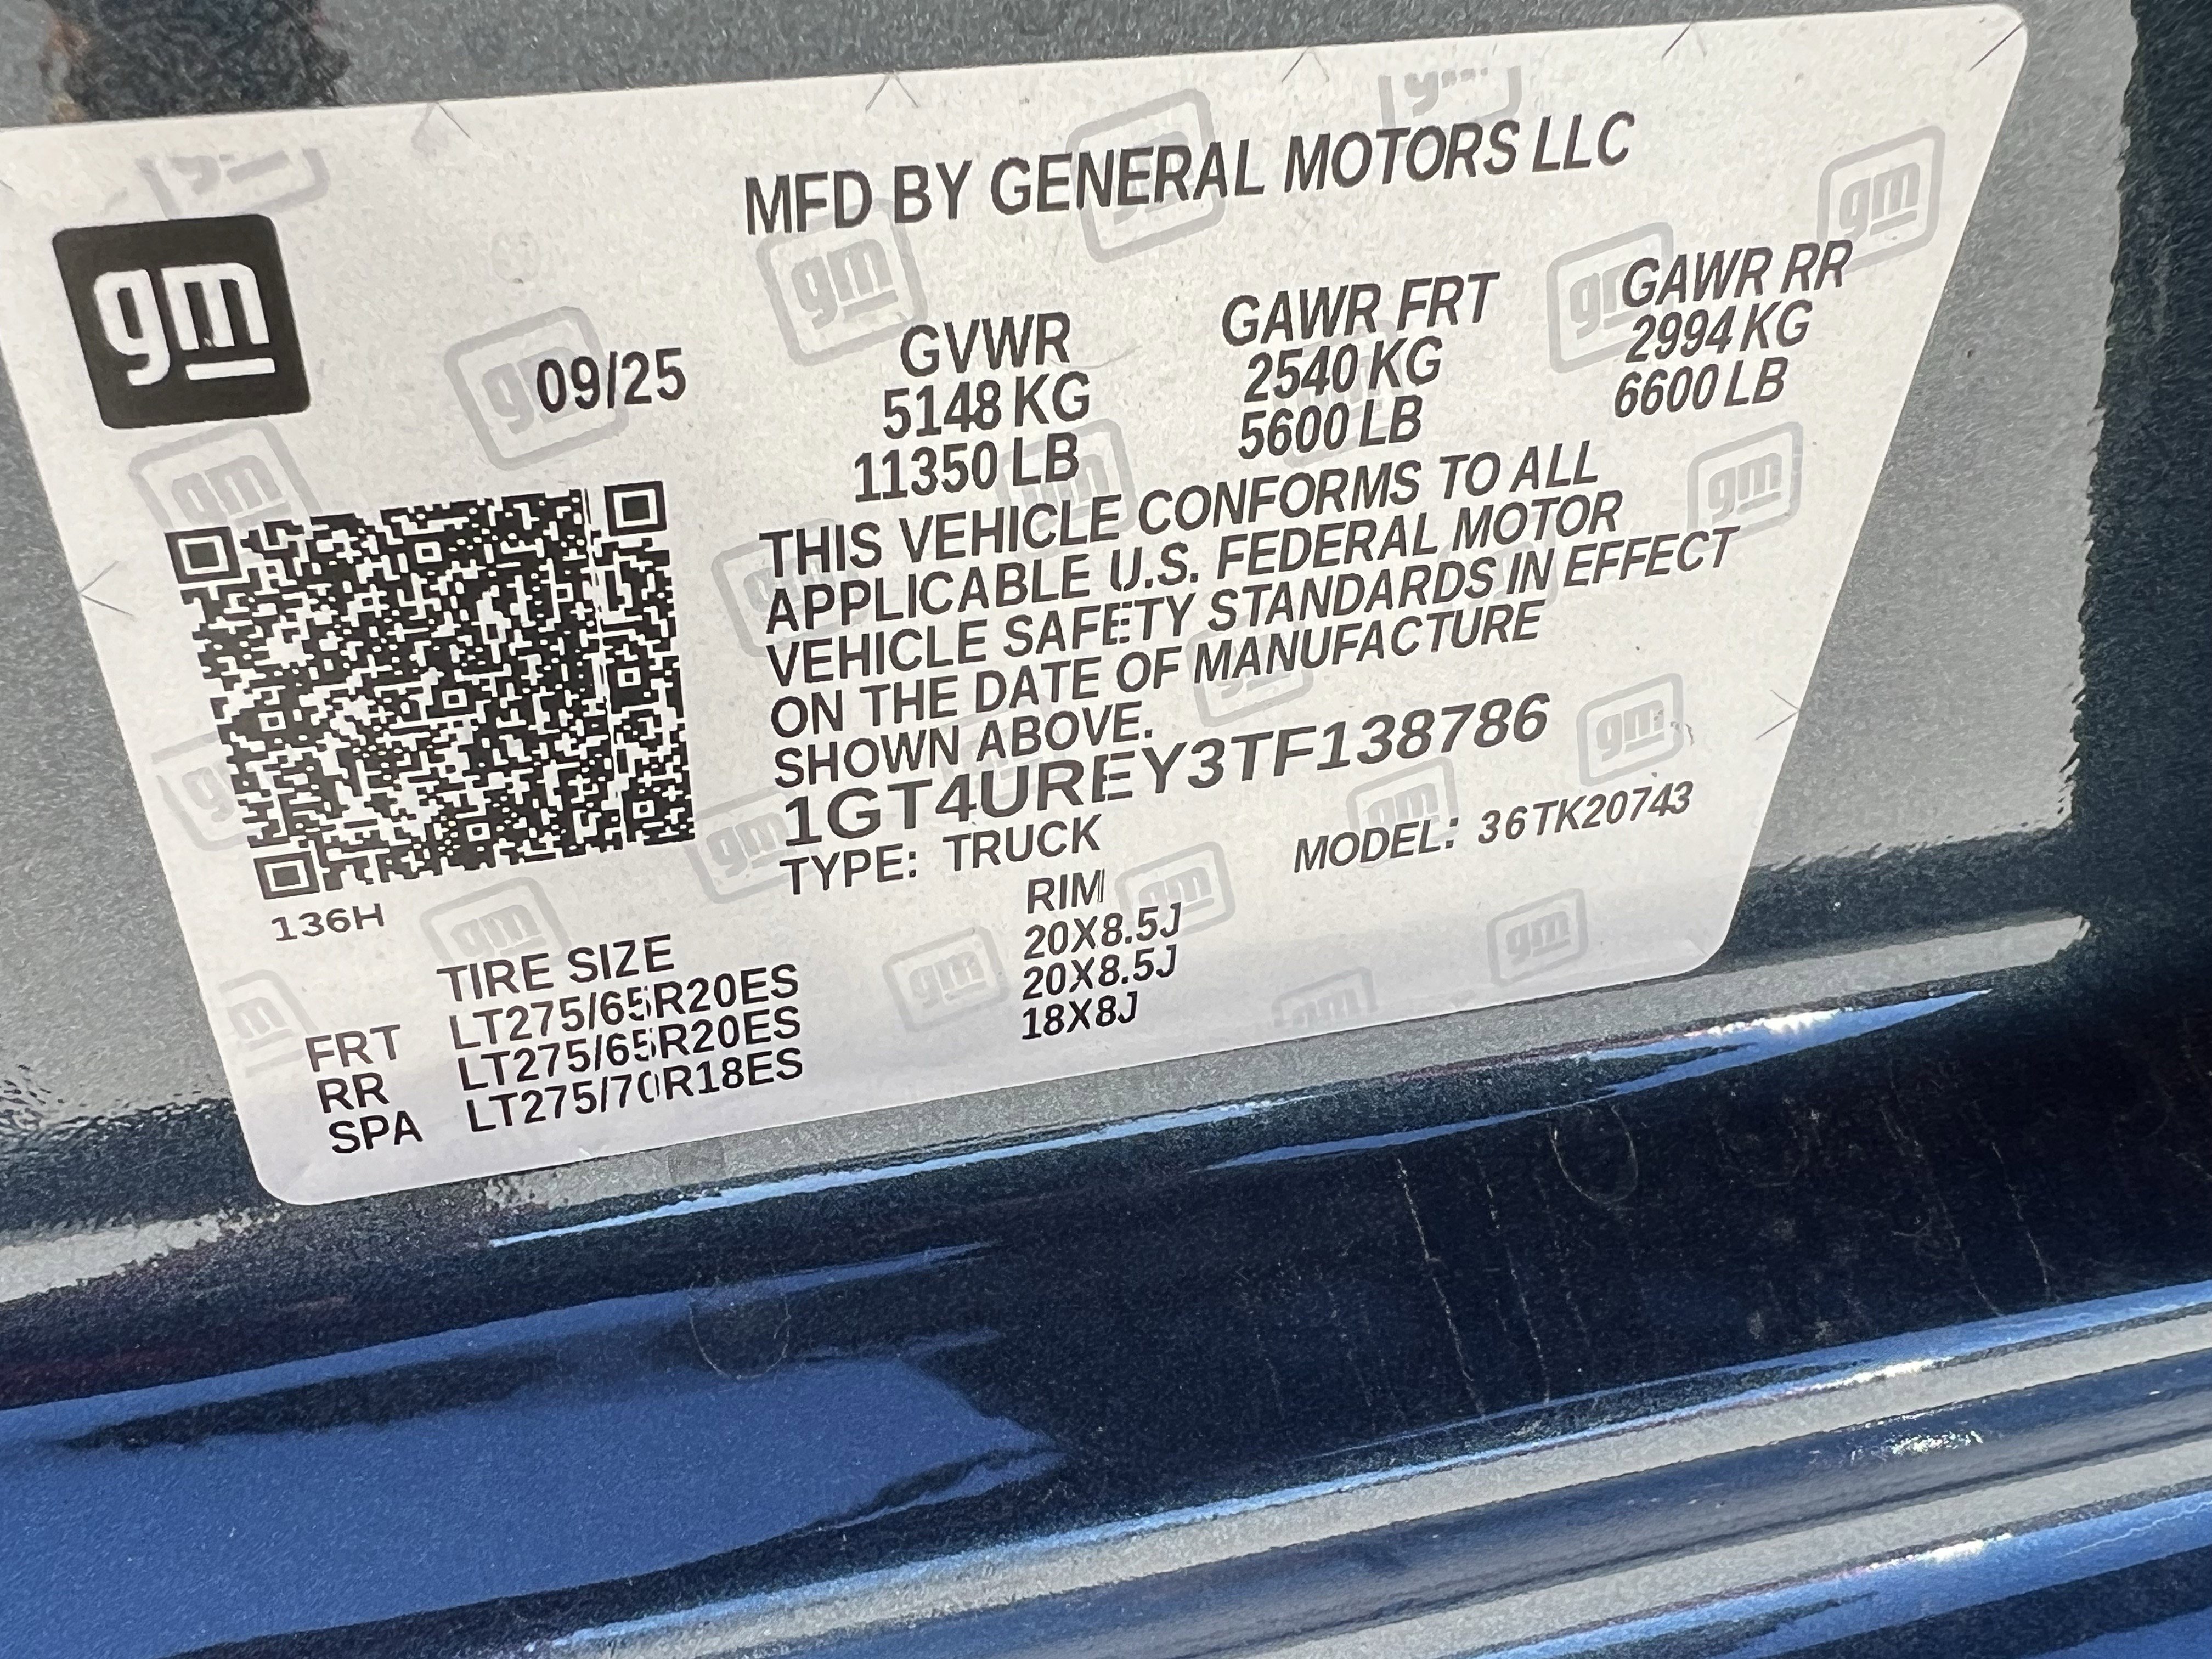 gm
MFD BY GENERAL MOTORS LLC
09/25
GVWR GAWR FRT GAWR RR
5148 KG 2540 KG 2994 KG
11350 LB 5600 LB 6600 LB
THIS VEHICLE CONFORMS TO ALL
APPLICABLE U.S. FEDERAL MOTOR
VEHICLE SAFETY STANDARDS IN EFFECT
ON THE DATE OF MANUFACTURE
SHOWN ABOVE.
1GT4UREY3TF138786
TYPE: TRUCK MODEL: 36TK20743
136H
TIRE SIZE RIM
FRT LT275/65R20ES 20X8.5J
RR LT275/65R20ES 20X8.5J
SPA LT275/70R18ES 18X8J